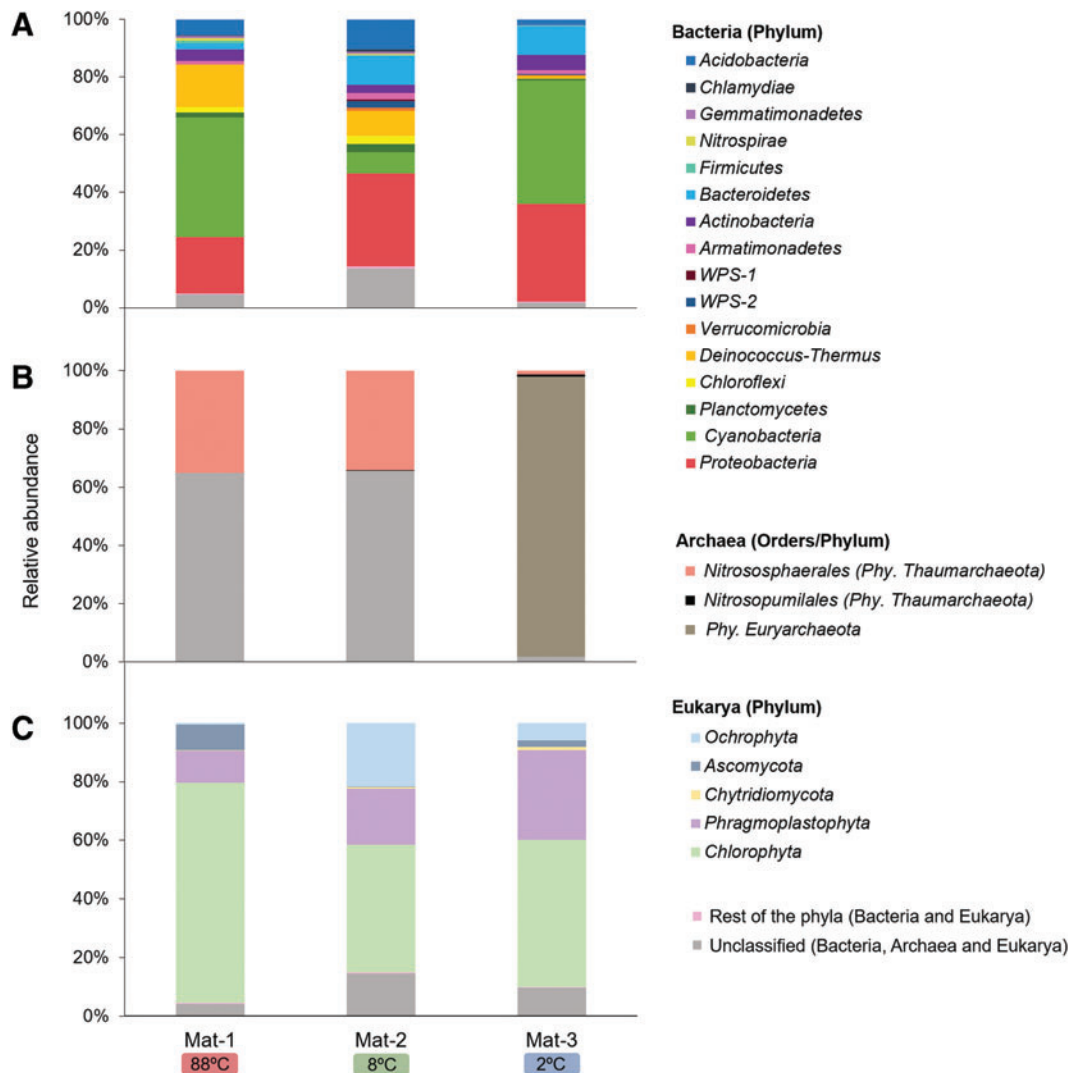 A
100%
80%
60%
40%
20%
0%
B
100%
80%
60%
40%
20%
0%
C
100%
80%
60%
40%
20%
0%
Relative abundance
Mat-1
Mat-2
Mat-3
88ºC
8ºC
2ºC
Bacteria (Phylum)
Acidobacteria
Chlamydiae
Gemmatimonadetes
Nitrospirae
Firmicutes
Bacteroidetes
Actinobacteria
Armatimonadetes
WPS-1
WPS-2
Verrucomicrobia
Deinococcus-Thermus
Chloroflexi
Planctomycetes
Cyanobacteria
Proteobacteria
Archaea (Orders/Phylum)
Nitrososphaerales (Phy. Thaumarchaeota)
Nitrosopumilales (Phy. Thaumarchaeota)
Phy. Euryarchaeota
Eukarya (Phylum)
Ochrophyta
Ascomycota
Chytridiomycota
Phragmoplastophyta
Chlorophyta
Rest of the phyla (Bacteria and Eukarya)
Unclassified (Bacteria, Archaea and Eukarya)